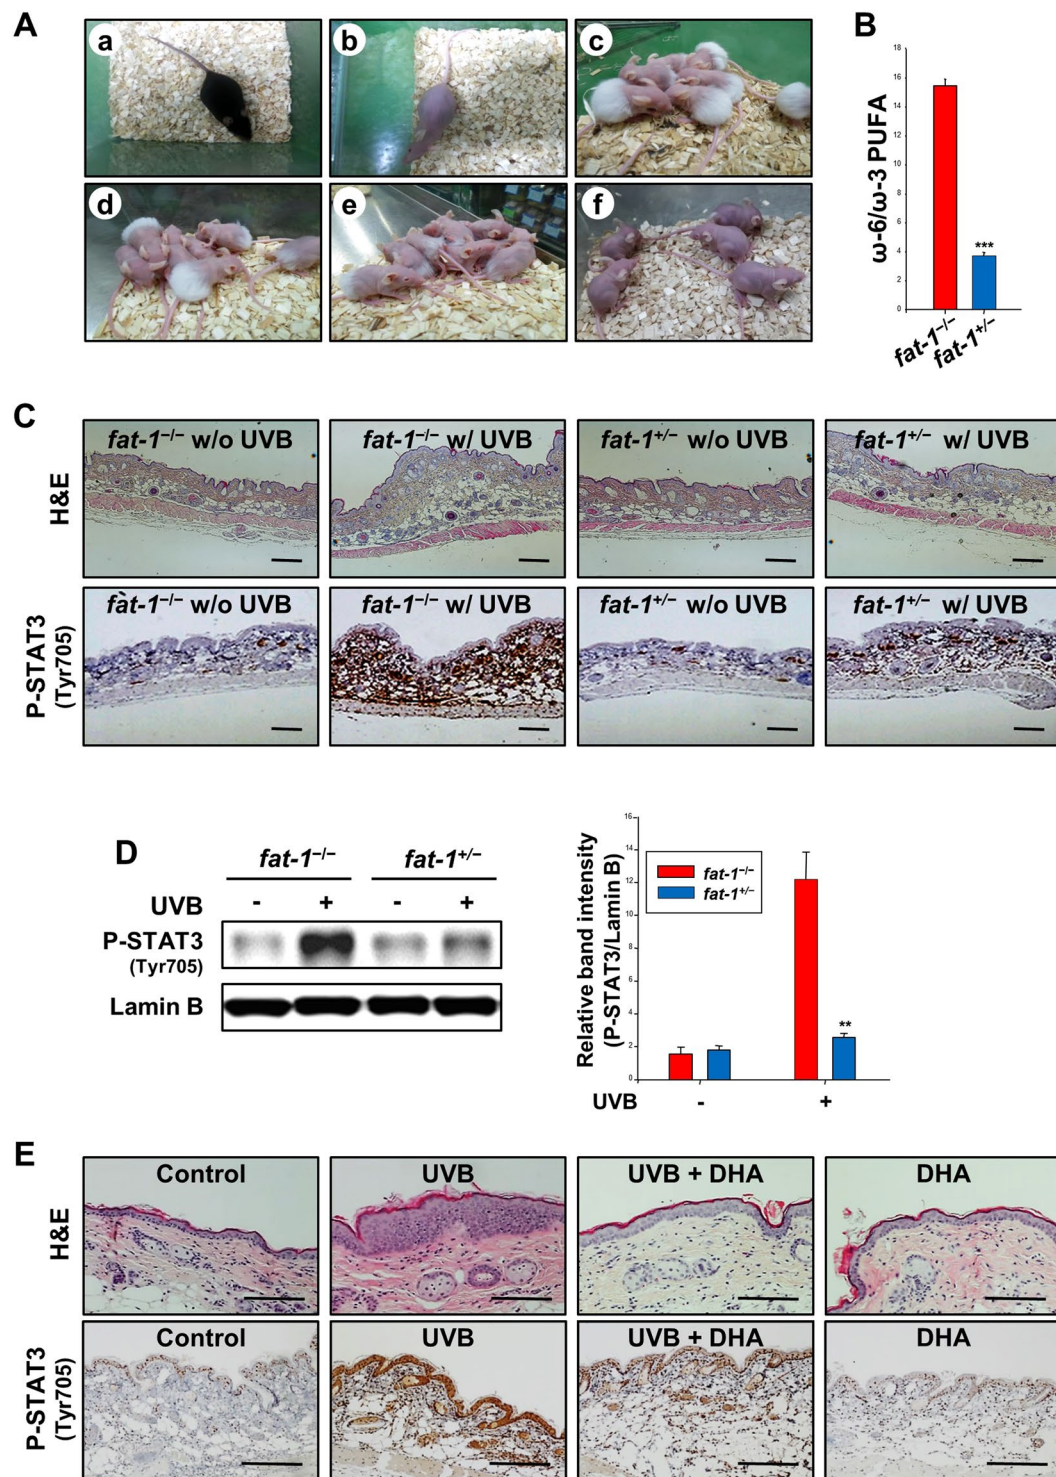 A
a
b
c
d
e
f
B
18
16
14
12
10
8
6
4
2
0
ω-6/ω-3 PUFA
***
fat-1⁻/⁻
fat-1⁺/⁻
C
H&E
fat-1⁻/⁻ w/o UVB
fat-1⁻/⁻ w/ UVB
fat-1⁺/⁻ w/o UVB
fat-1⁺/⁻ w/ UVB
P-STAT3
(Tyr705)
fat-1⁻/⁻ w/o UVB
fat-1⁻/⁻ w/ UVB
fat-1⁺/⁻ w/o UVB
fat-1⁺/⁻ w/ UVB
D
fat-1⁻/⁻ fat-1⁺/⁻
UVB - + - +
P-STAT3
(Tyr705)
Lamin B
Relative band intensity
(P-STAT3/Lamin B)
16
14
12
10
8
6
4
2
0
fat-1⁻/⁻
fat-1⁺/⁻
**
UVB - +
E
H&E
Control
UVB
UVB + DHA
DHA
P-STAT3
(Tyr705)
Control
UVB
UVB + DHA
DHA